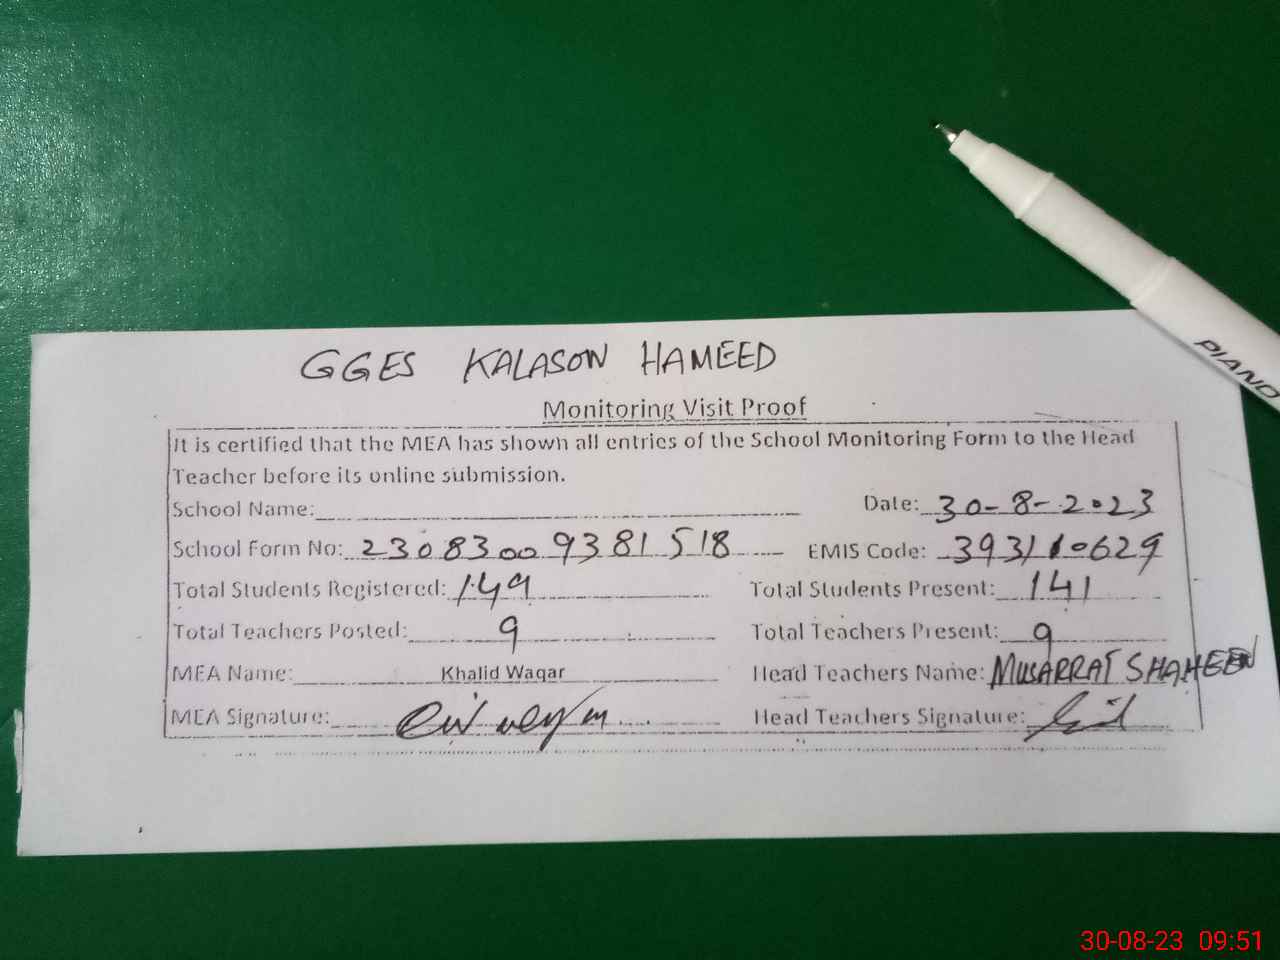 GGES KALASON HAMEED
Monitoring Visit Proof
It is certified that the MEA has shown all entries of the School Monitoring Form to the Head
Teacher before its online submission.
School Name: Date: 30-8-2023
School Form No: 23083009381518 EMIS Code: 39310629
Total Students Registered: 149 Total Students Present: 141
Total Teachers Posted: 9 Total Teachers Present: 9
MEA Name: Khalid Waqar Head Teachers Name: MUSARRAT SHAHEEN
MEA Signature: Head Teachers Signature:
PIANO
30-08-23 09:51